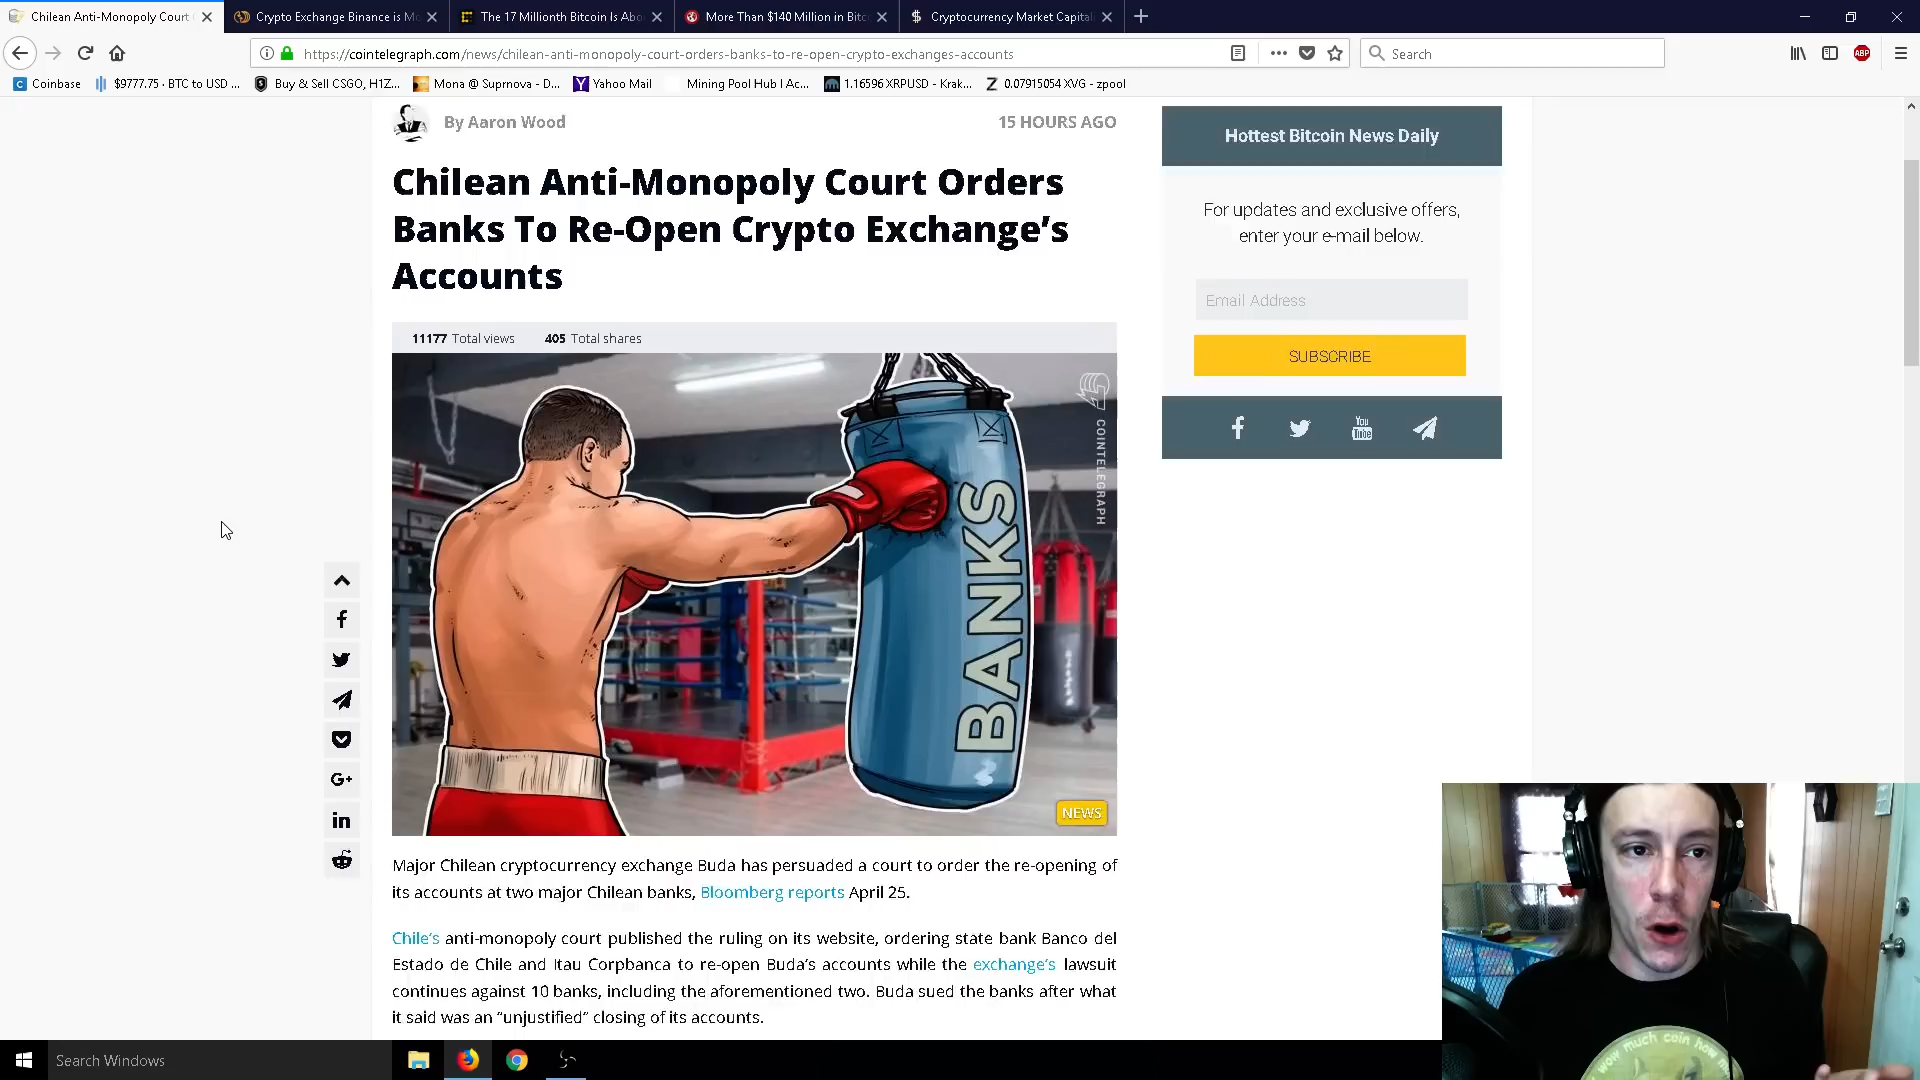 Chilean Anti-Monopoly Court
Crypto Exchange Binance is Mo
The 17 Millionth Bitcoin Is Abo
More Than $140 Million in Bitc
Cryptocurrency Market Capital
https://cointelegraph.com/news/chilean-anti-monopoly-court-orders-banks-to-re-open-crypto-exchanges-accounts
Search
ABP
Coinbase
$9777.75 · BTC to USD ...
Buy & Sell CSGO, H1Z...
Mona @ Suprnova - D...
Yahoo Mail
Mining Pool Hub | Ac...
1.16596 XRPUSD - Krak...
0.07915054 XVG - zpool
By Aaron Wood
15 HOURS AGO
Chilean Anti-Monopoly Court Orders
Banks To Re-Open Crypto Exchange’s
Accounts
11177 Total views
405 Total shares
COINTELEGRAPH
BANKS
NEWS
Major Chilean cryptocurrency exchange Buda has persuaded a court to order the re-opening of
its accounts at two major Chilean banks, Bloomberg reports April 25.
Chile’s anti-monopoly court published the ruling on its website, ordering state bank Banco del
Estado de Chile and Itau Corpbanca to re-open Buda’s accounts while the exchange’s lawsuit
continues against 10 banks, including the aforementioned two. Buda sued the banks after what
it said was an “unjustified” closing of its accounts.
Hottest Bitcoin News Daily
For updates and exclusive offers,
enter your e-mail below.
Email Address
SUBSCRIBE
You
Tube
G+
in
wow much coin how
Search Windows